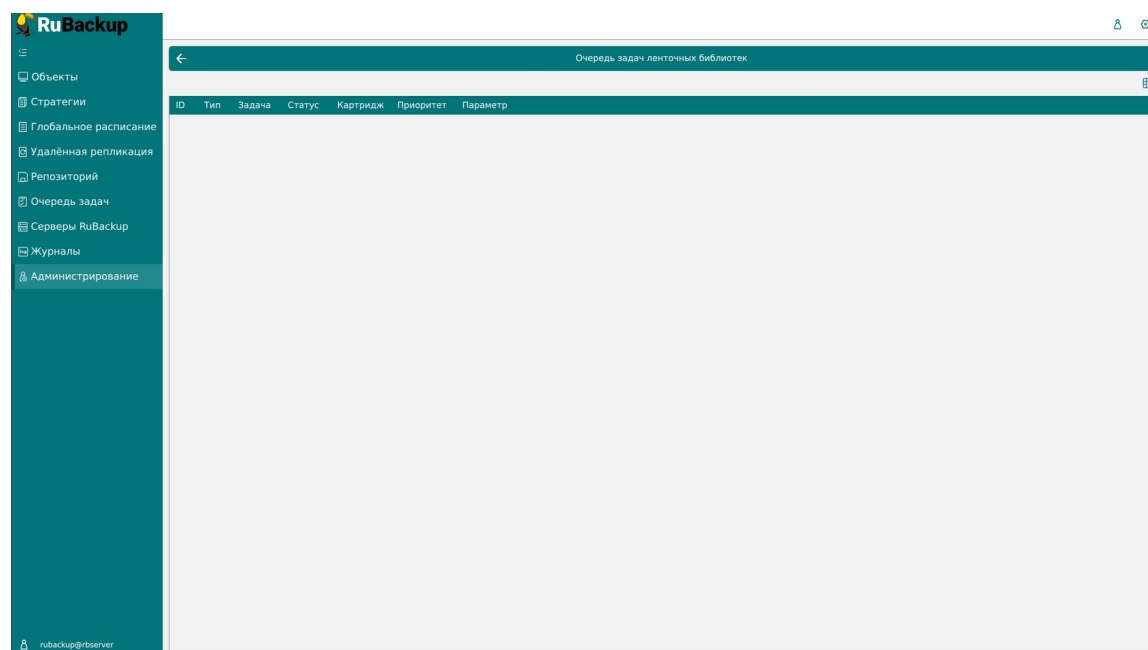 RuBackup
Очередь задач ленточных библиотек
Объекты
Стратегии
Глобальное расписание
Удалённая репликация
Репозиторий
Очередь задач
Серверы RuBackup
Журналы
Администрирование
ID Тип Задача Статус Картридж Приоритет Параметр
rubackup@rbserver